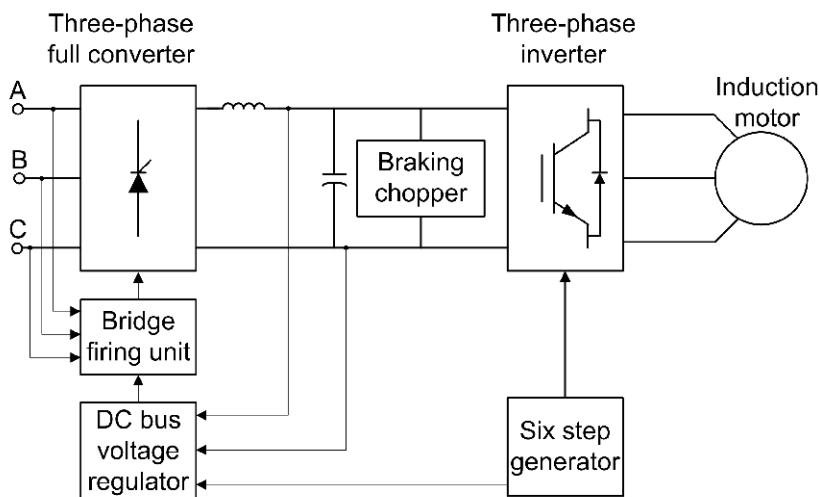 Three-phase
full converter
Three-phase
inverter
Induction
motor
A
B
C
Braking
chopper
Bridge
firing unit
DC bus
voltage
regulator
Six step
generator